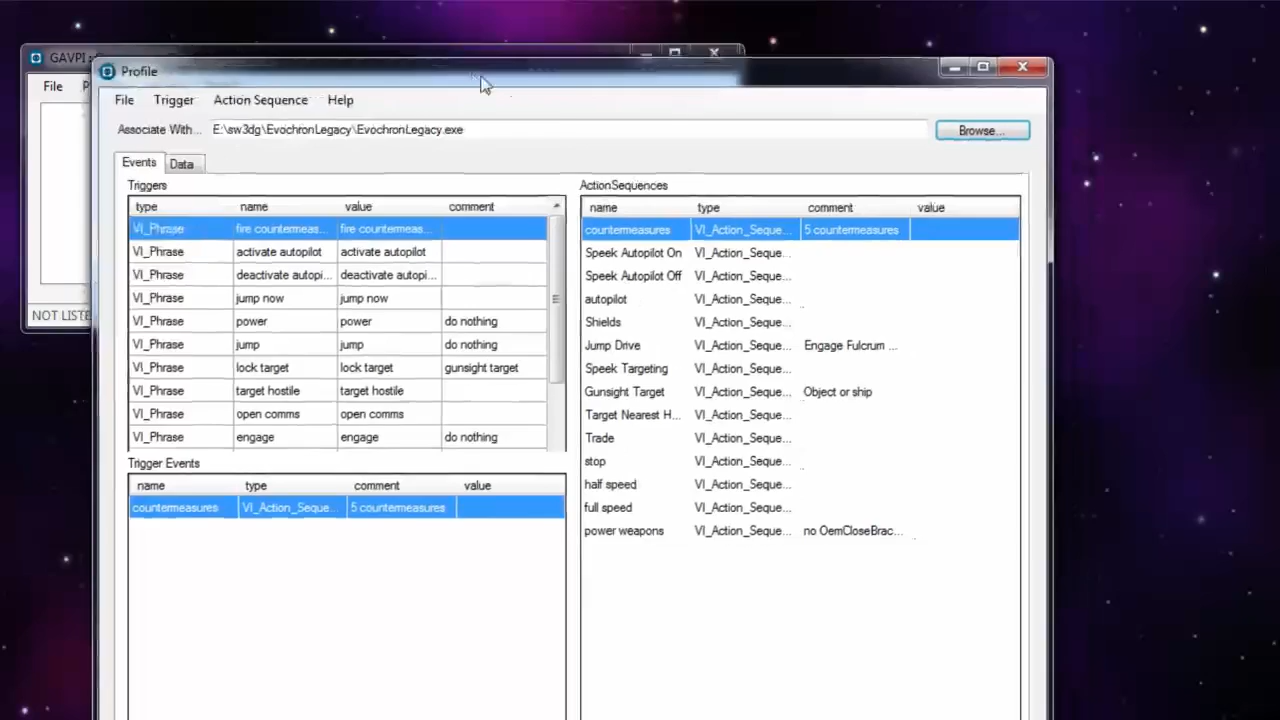 GAVPI
File
NOT LISTE
Profile
File Trigger Action Sequence Help
Associate With... E:\sw3dg\EvochronLegacy\EvochronLegacy.exe Browse...
Events Data
Triggers
type name value comment
VI_Phrase fire countermeas... fire countermeas...
VI_Phrase activate autopilot activate autopilot
VI_Phrase deactivate autopi... deactivate autopi...
VI_Phrase jump now jump now
VI_Phrase power power do nothing
VI_Phrase jump jump do nothing
VI_Phrase lock target lock target gunsight target
VI_Phrase target hostile target hostile
VI_Phrase open comms open comms
VI_Phrase engage engage do nothing
Trigger Events
name type comment value
countermeasures VI_Action_Seque... 5 countermeasures
ActionSequences
name type comment value
countermeasures VI_Action_Seque... 5 countermeasures
Speek Autopilot On VI_Action_Seque...
Speek Autopilot Off VI_Action_Seque...
autopilot VI_Action_Seque...
Shields VI_Action_Seque...
Jump Drive VI_Action_Seque... Engage Fulcrum ...
Speek Targeting VI_Action_Seque...
Gunsight Target VI_Action_Seque... Object or ship
Target Nearest H... VI_Action_Seque...
Trade VI_Action_Seque...
stop VI_Action_Seque...
half speed VI_Action_Seque...
full speed VI_Action_Seque...
power weapons VI_Action_Seque... no OemCloseBrac...